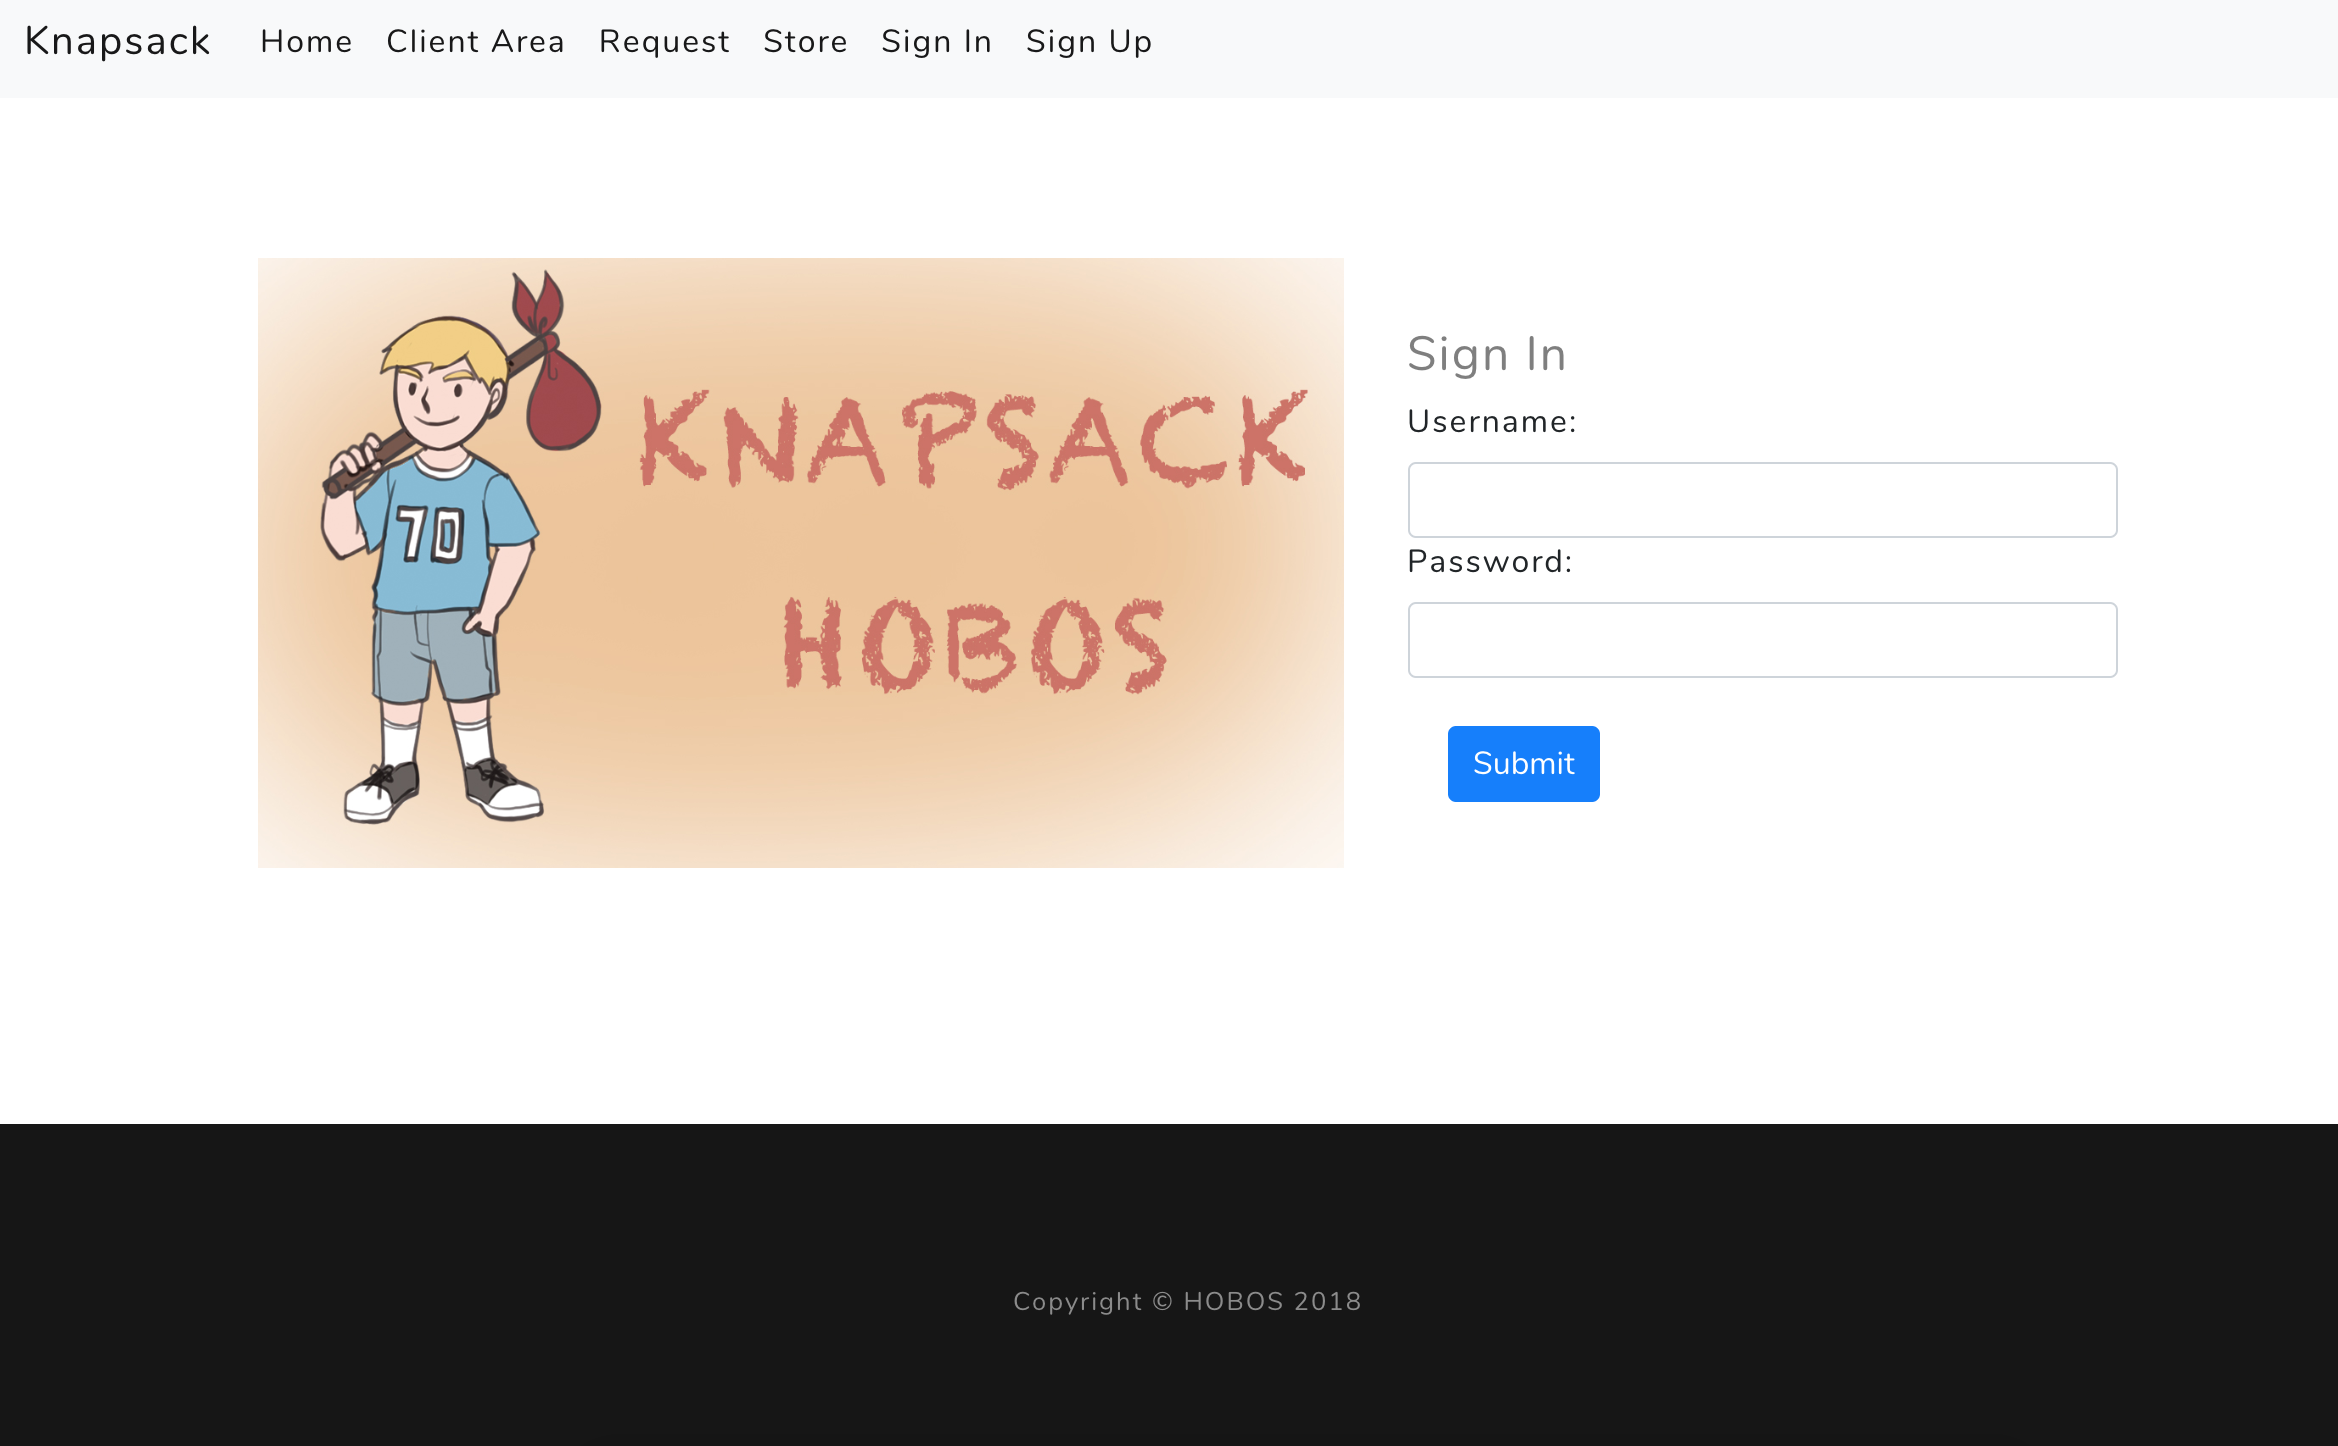 Knapsack Home Client Area Request Store Sign In Sign Up
70
KNAPSACK
HOBOS
Sign In
Username:
Password:
Submit
Copyright © HOBOS 2018